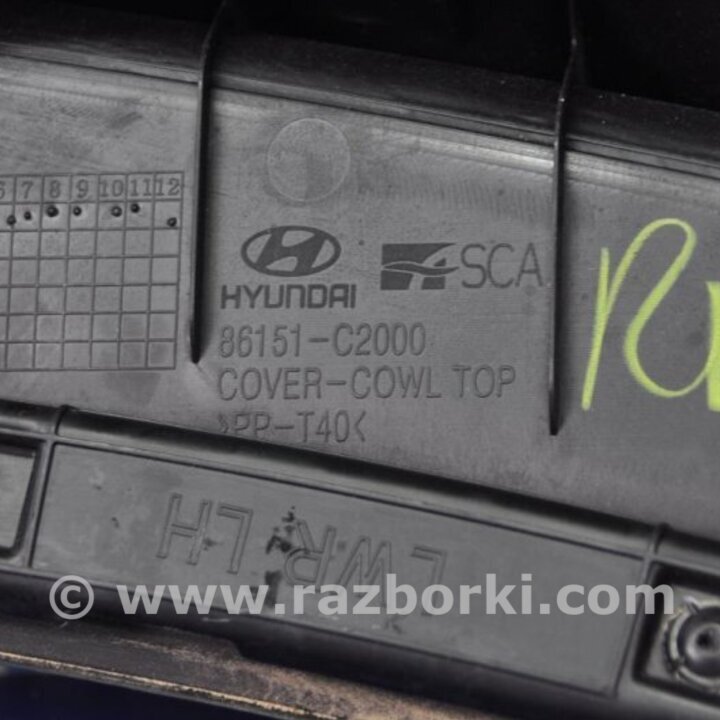 6 7 8 9 10 11 12
HYUNDAI
SCA
86151-C2000
COVER-COWL TOP
>PP-T40<
LWR LH
© www.razborki.com